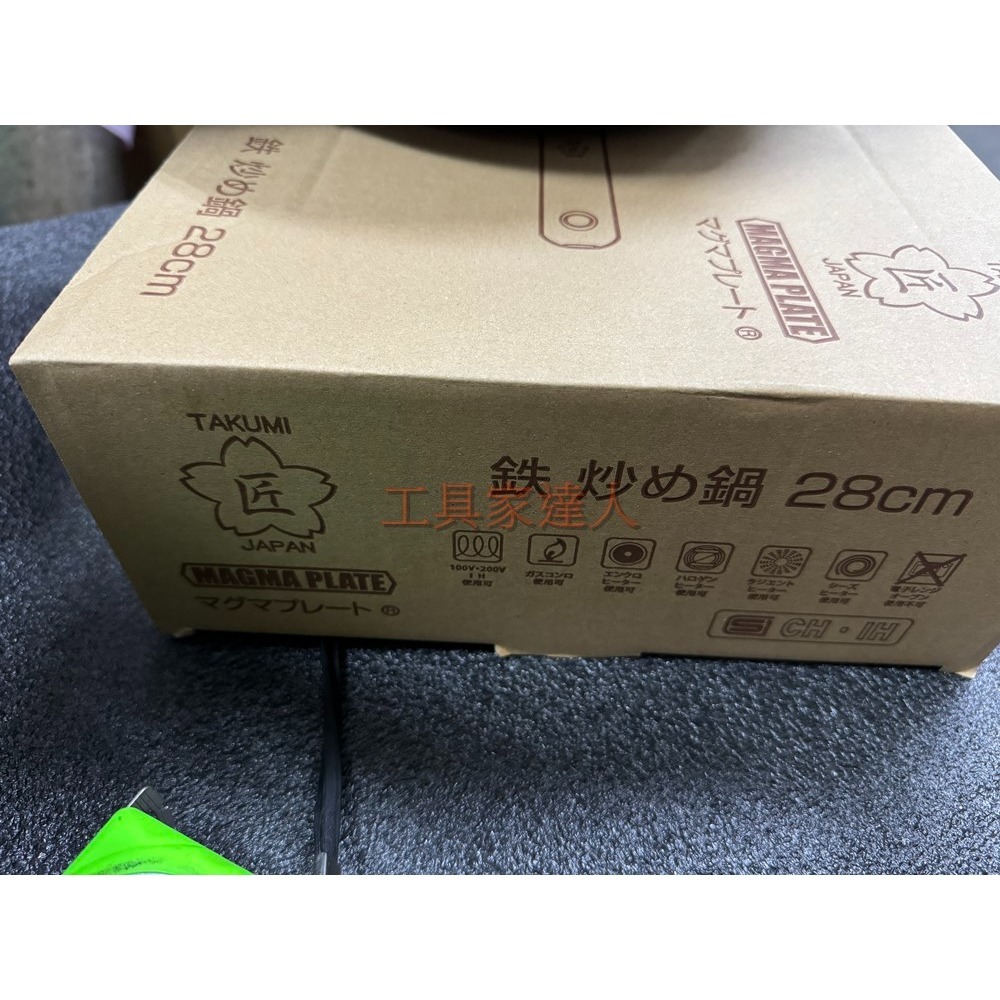 鉄 炒め鍋 28cm
MAGMA PLATE
マグマプレート ®
匠
JAPAN
TAKUMI
匠
JAPAN
MAGMA PLATE
マグマプレート ®
鉄 炒め鍋 28cm
工具家達人
100V・200V
IH
使用可
ガスコンロ
使用可
エンクロ
ヒーター
使用可
ハロゲン
ヒーター
使用可
ラジエント
ヒーター
使用可
シーズ
ヒーター
使用可
電子レンジ
オーブン
使用不可
CH・IH